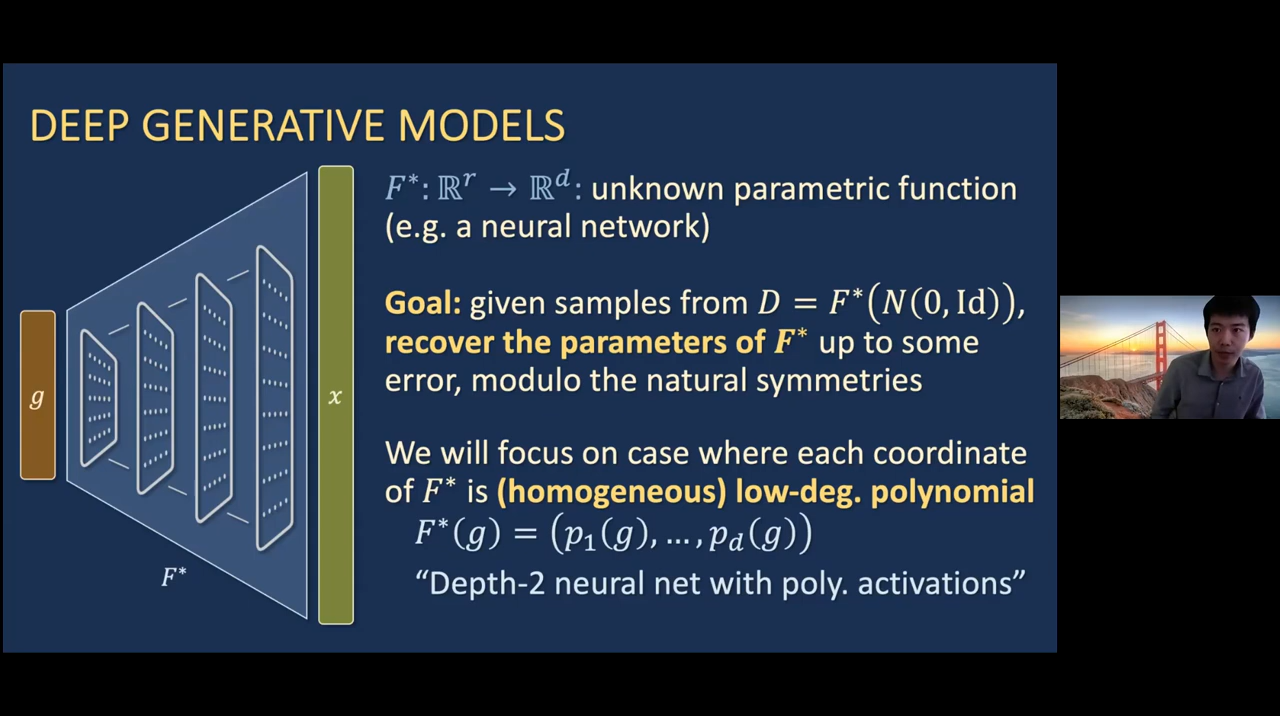 DEEP GENERATIVE MODELS
g
x
F*
F*: ℝ^r → ℝ^d: unknown parametric function
(e.g. a neural network)
Goal: given samples from D = F*(N(0, Id)),
recover the parameters of F* up to some
error, modulo the natural symmetries
We will focus on case where each coordinate
of F* is (homogeneous) low-deg. polynomial
F*(g) = (p₁(g), …, p_d(g))
“Depth-2 neural net with poly. activations”